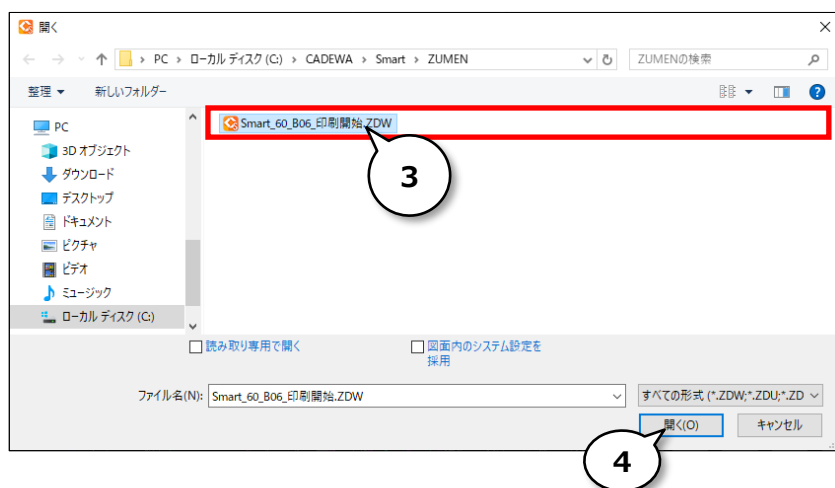 開く
PC › ローカル ディスク (C:) › CADEWA › Smart › ZUMEN
ZUMENの検索
整理 新しいフォルダー
PC
3D オブジェクト
ダウンロード
デスクトップ
ドキュメント
ピクチャ
ビデオ
ミュージック
ローカル ディスク (C:)
Smart_60_B06_印刷開始.ZDW
3
読み取り専用で開く
図面内のシステム設定を
採用
ファイル名(N): Smart_60_B06_印刷開始.ZDW
すべての形式 (*.ZDW;*.ZDU;*.ZD
開く(O) キャンセル
4